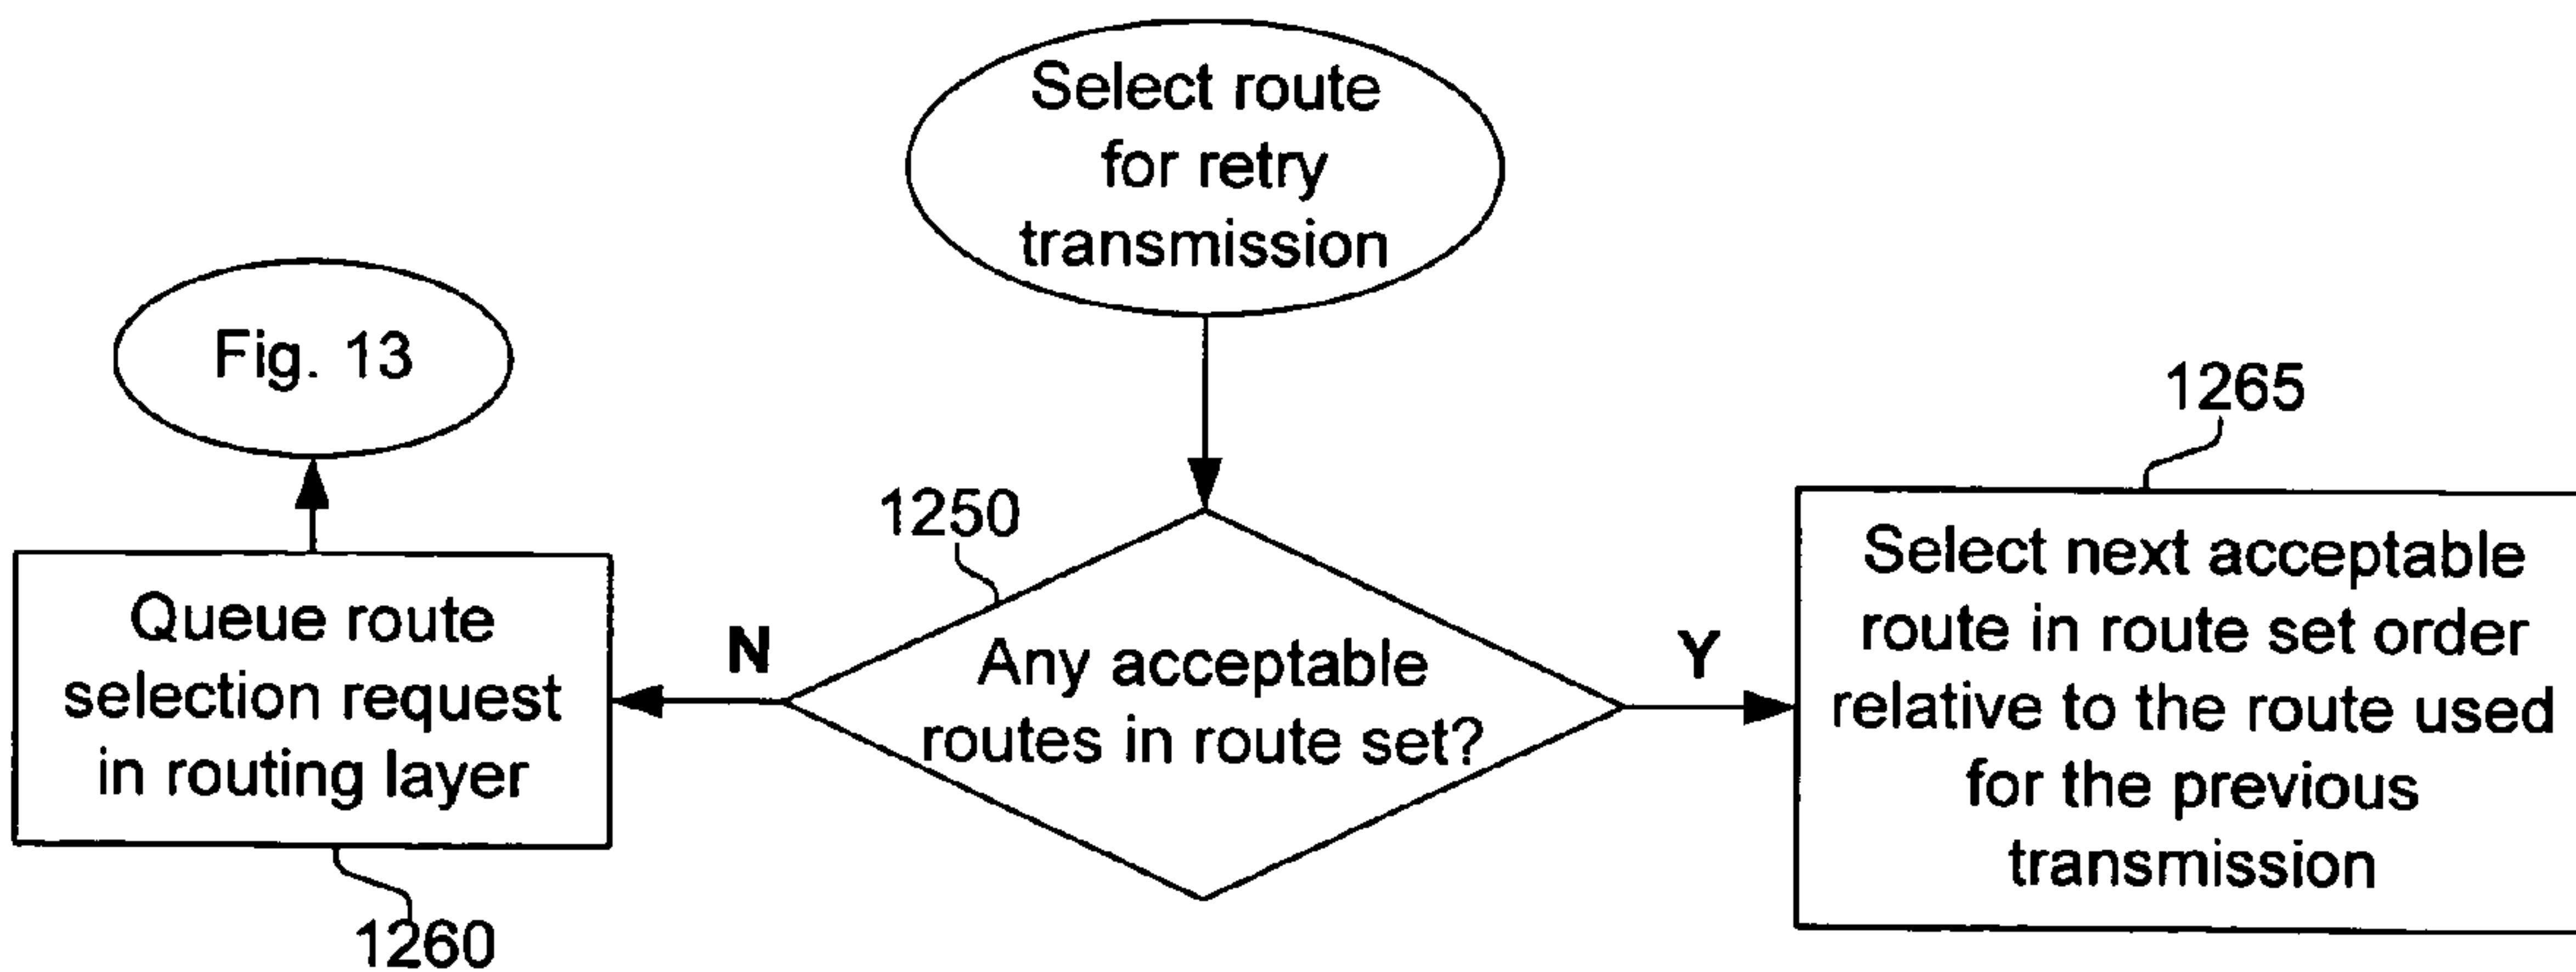 Select route
for retry
transmission
Fig. 13
1265
1250
Queue route
selection request
in routing layer
N
Any acceptable
routes in route set?
Y
Select next acceptable
route in route set order
relative to the route used
for the previous
transmission
1260